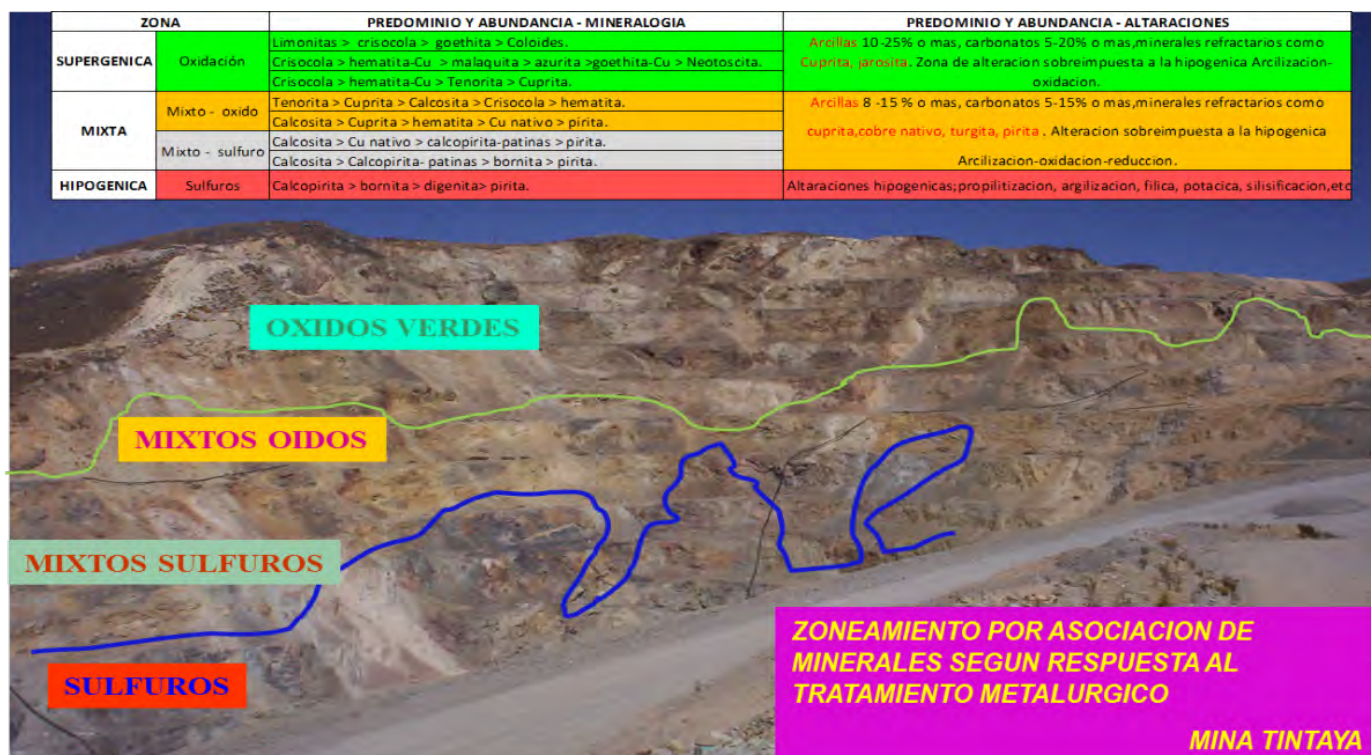 ZONA PREDOMINIO Y ABUNDANCIA - MINERALOGIA PREDOMINIO Y ABUNDANCIA - ALTARACIONES
SUPERGENICA Oxidación
Limonitas > crisocola > goethita > Coloides.
Crisocola > hematita-Cu > malaquita > azurita >goethita-Cu > Neotoscita.
Crisocola > hematita-Cu > Tenorita > Cuprita.
Arcillas 10-25% o mas, carbonatos 5-20% o mas,minerales refractarios como
Cuprita, jarosita. Zona de alteracion sobreimpuesta a la hipogenica Arcilizacion-
oxidacion.
MIXTA
Mixto - oxido
Tenorita > Cuprita > Calcosita > Crisocola > hematita.
Calcosita > Cuprita > hematita > Cu nativo > pirita.
Mixto - sulfuro
Calcosita > Cu nativo > calcopirita-patinas > pirita.
Calcosita > Calcopirita- patinas > bornita > pirita.
Arcillas 8 -15 % o mas, carbonatos 5-15% o mas,minerales refractarios como
cuprita,cobre nativo, turgita, pirita . Alteracion sobreimpuesta a la hipogenica
Arcilizacion-oxidacion-reduccion.
HIPOGENICA Sulfuros Calcopirita > bornita > digenita> pirita. Altaraciones hipogenicas;propilitizacion, argilizacion, filica, potacica, silisificacion,etc
OXIDOS VERDES
MIXTOS OIDOS
MIXTOS SULFUROS
SULFUROS
ZONEAMIENTO POR ASOCIACION DE
MINERALES SEGUN RESPUESTA AL
TRATAMIENTO METALURGICO
MINA TINTAYA